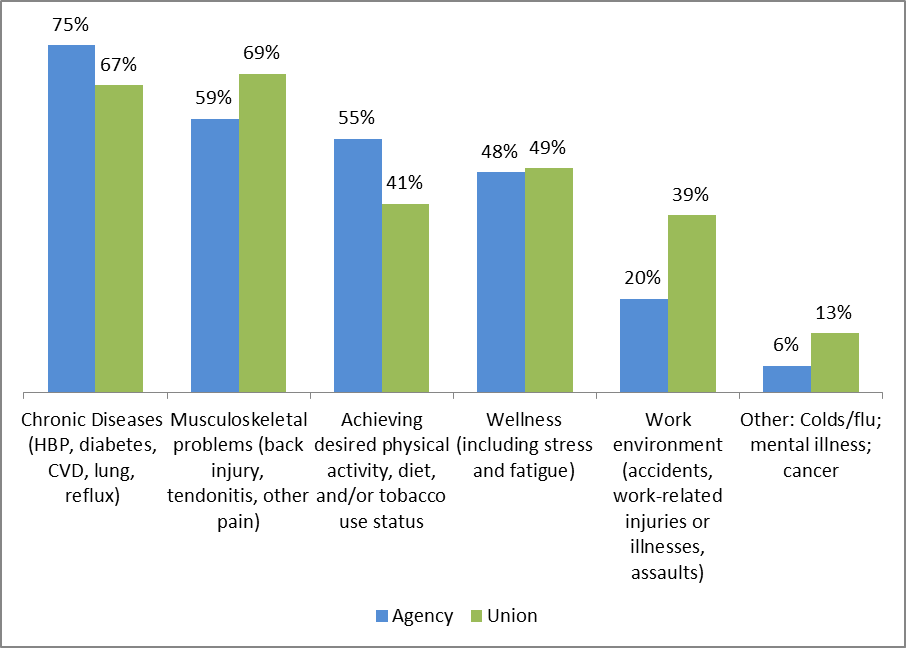 75%
67%
59%
69%
55%
41%
48%
49%
20%
39%
6%
13%
Chronic Diseases
(HBP, diabetes,
CVD, lung,
reflux)
Musculoskeletal
problems (back
injury,
tendonitis, other
pain)
Achieving
desired physical
activity, diet,
and/or tobacco
use status
Wellness
(including stress
and fatigue)
Work
environment
(accidents,
work-related
injuries or
illnesses,
assaults)
Other: Colds/flu;
mental illness;
cancer
Agency
Union